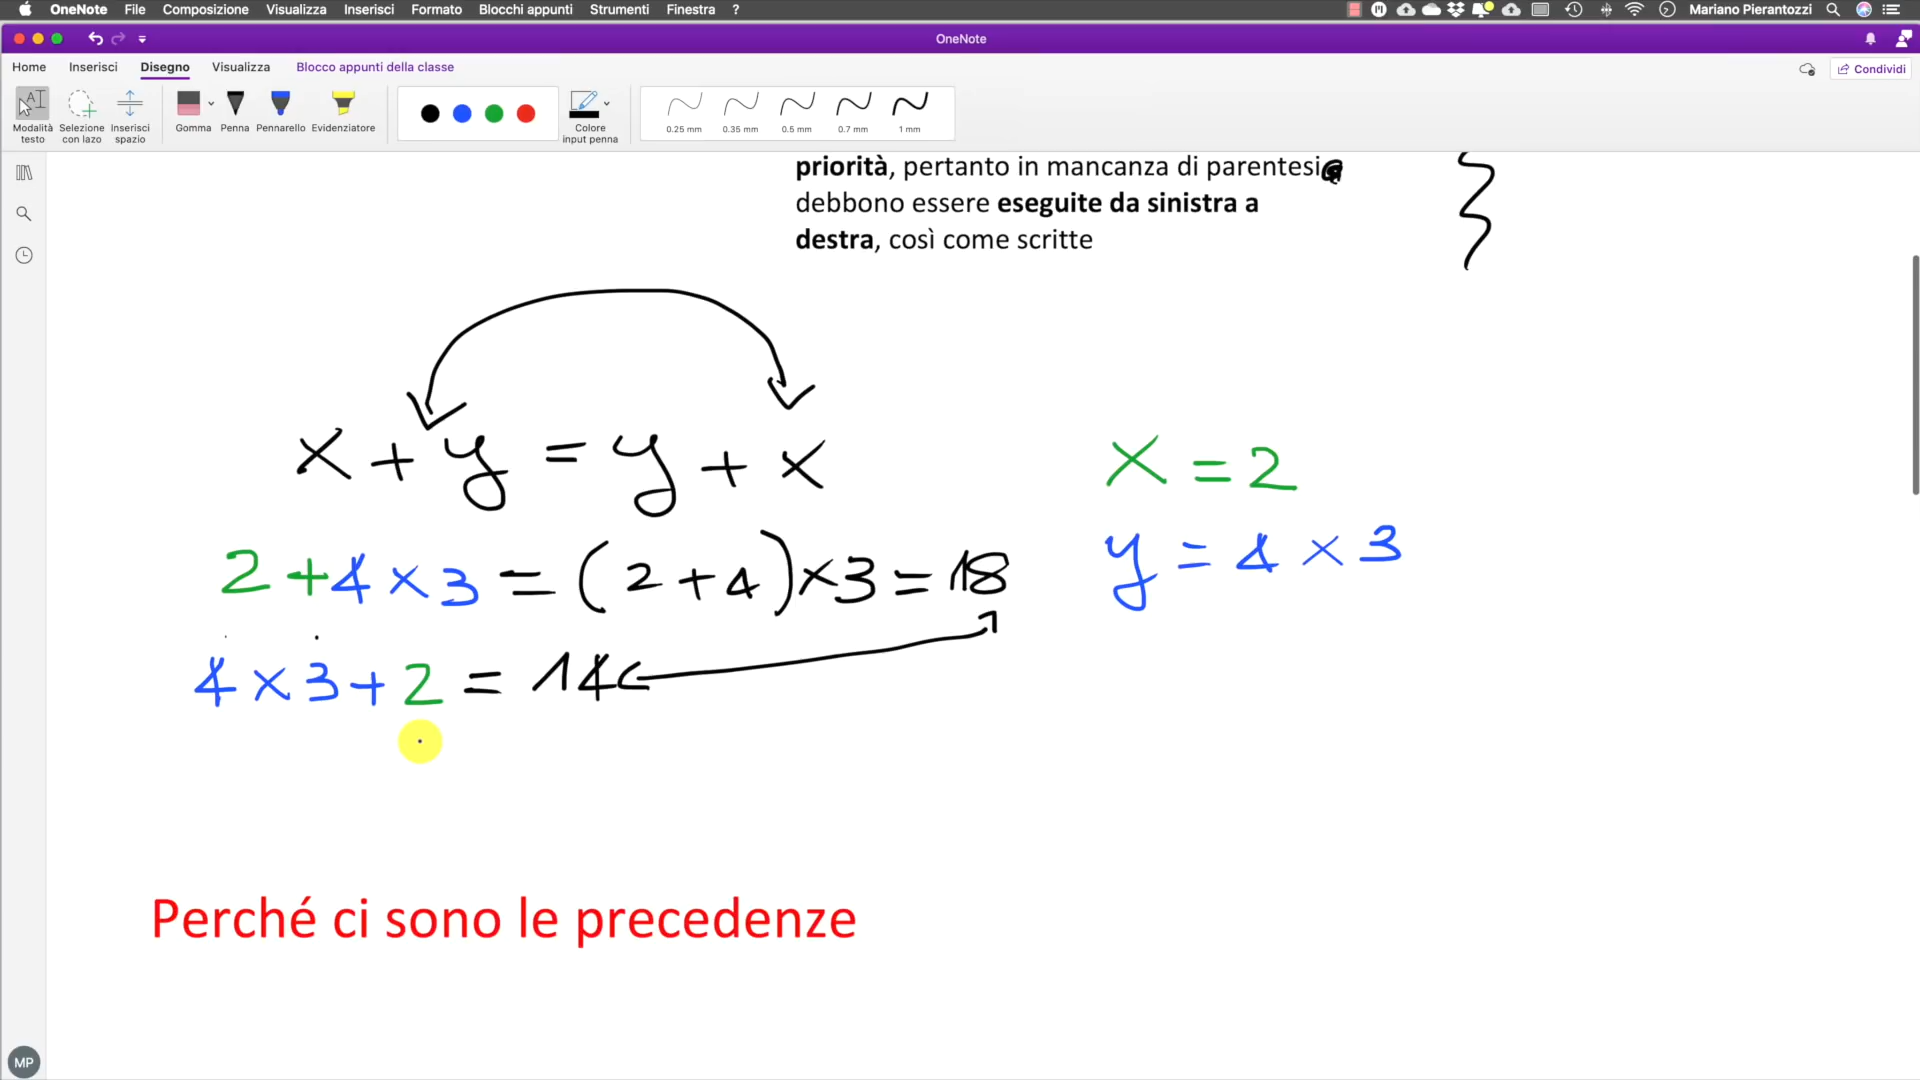 OneNote File Composizione Visualizza Inserisci Formato Blocchi appunti Strumenti Finestra ? Mariano Pierantozzi
OneNote
Home Inserisci Disegno Visualizza Blocco appunti della classe Condividi
Modalità testo Selezione con lazo Inserisci spazio Gomma Penna Pennarello Evidenziatore Colore input penna 0.25 mm 0.35 mm 0.5 mm 0.7 mm 1 mm
priorità, pertanto in mancanza di parentesi
debbono essere eseguite da sinistra a
destra, così come scritte
x + y = y + x
x = 2
y = 4 × 3
2 + 4 × 3 = (2 + 4) × 3 = 18
4 × 3 + 2 = 14
Perché ci sono le precedenze
MP